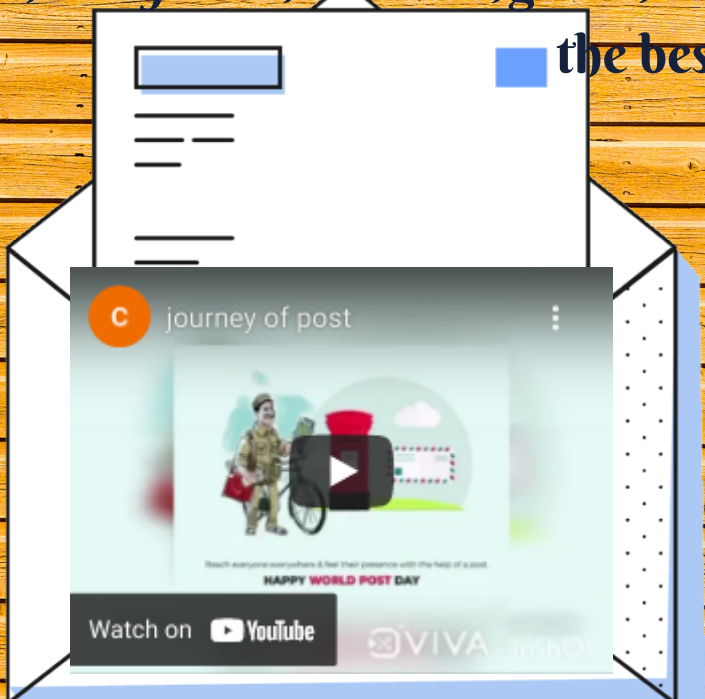 the bes
C
journey of post
Reach everyone everywhere & feel their presence with the help of a post.
HAPPY WORLD POST DAY
Watch on YouTube
VIVA
InShOt